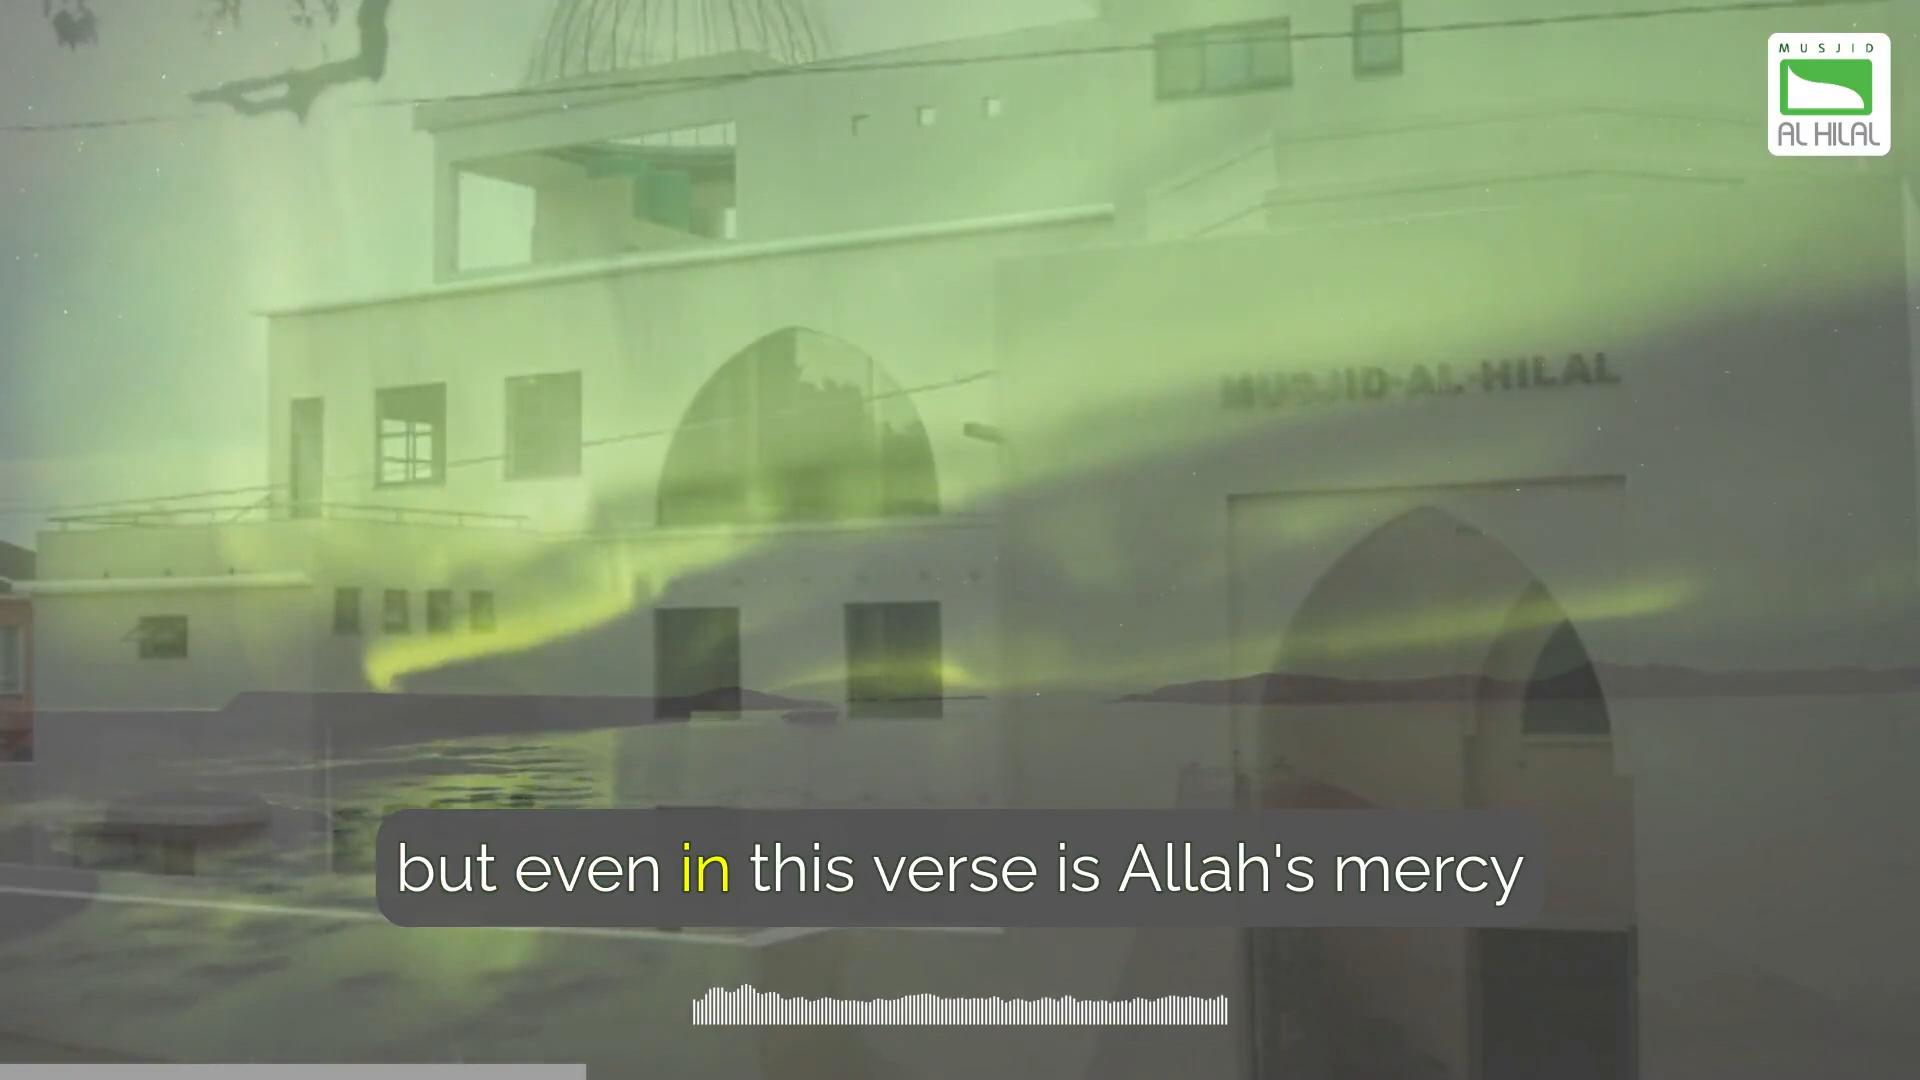 MUSJID
AL HILAL
MUSJID-AL-HILAL
but even in this verse is Allah's mercy